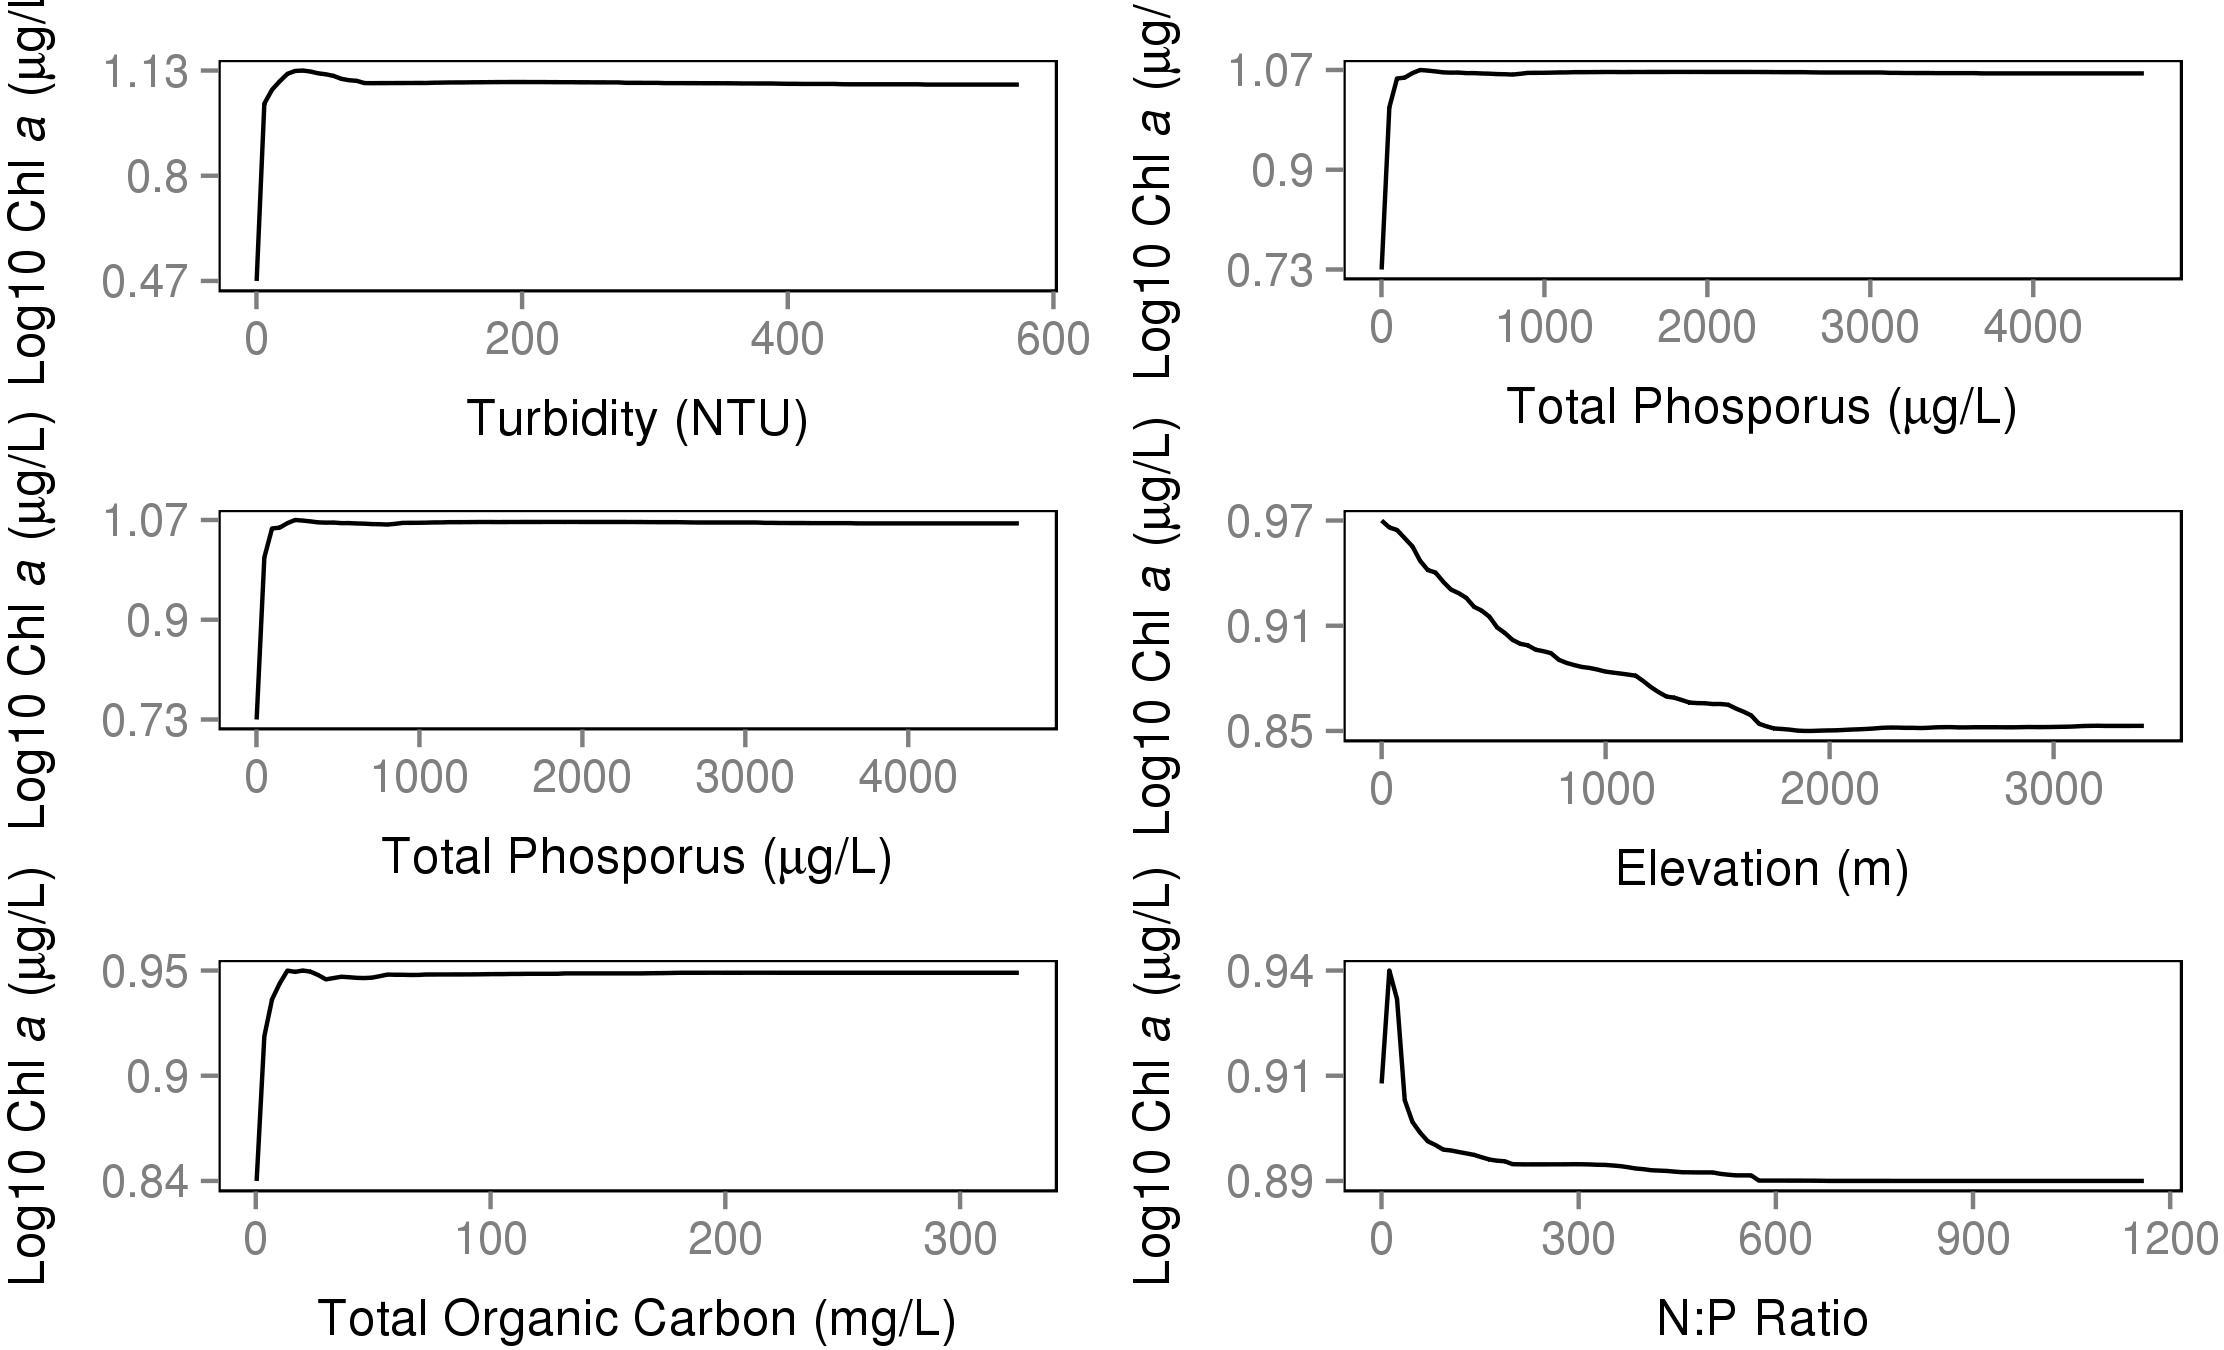 Log10 Chl a (µg/L
1.13
0.8
0.47
0 200 400 600
Turbidity (NTU)
Log10 Chl a (µg/
1.07
0.9
0.73
0 1000 2000 3000 4000
Total Phosporus (µg/L)
Log10 Chl a (µg/L)
1.07
0.9
0.73
0 1000 2000 3000 4000
Total Phosporus (µg/L)
Log10 Chl a (µg/L)
0.97
0.91
0.85
0 1000 2000 3000
Elevation (m)
Log10 Chl a (µg/L)
0.95
0.9
0.84
0 100 200 300
Total Organic Carbon (mg/L)
Log10 Chl a (µg/L)
0.94
0.91
0.89
0 300 600 900 1200
N:P Ratio